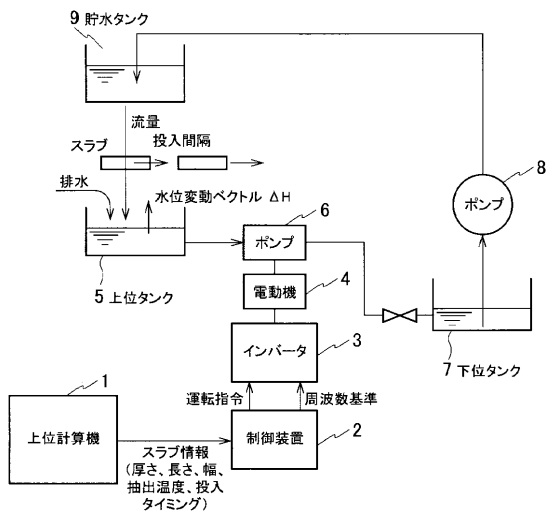 9 貯水タンク
流量
スラブ
投入間隔
排水
水位変動ベクトル ΔH
5 上位タンク
6
ポンプ
4
電動機
3
インバータ
運転指令
周波数基準
1
上位計算機
スラブ情報
(厚さ、長さ、幅、
抽出温度、投入
タイミング)
制御装置
2
8
ポンプ
7 下位タンク